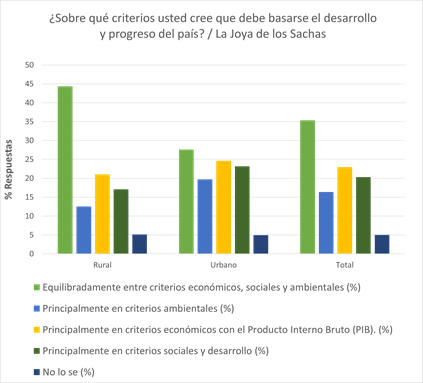 ¿Sobre qué criterios usted cree que debe basarse el desarrollo
y progreso del país? / La Joya de los Sachas
50
45
40
35
30
25
20
15
10
5
0
% Respuestas
Rural
Urbano
Total
Equilibradamente entre criterios económicos, sociales y ambientales (%)
Principalmente en criterios ambientales (%)
Principalmente en criterios económicos con el Producto Interno Bruto (PIB). (%)
Principalmente en criterios sociales y desarrollo (%)
No lo se (%)